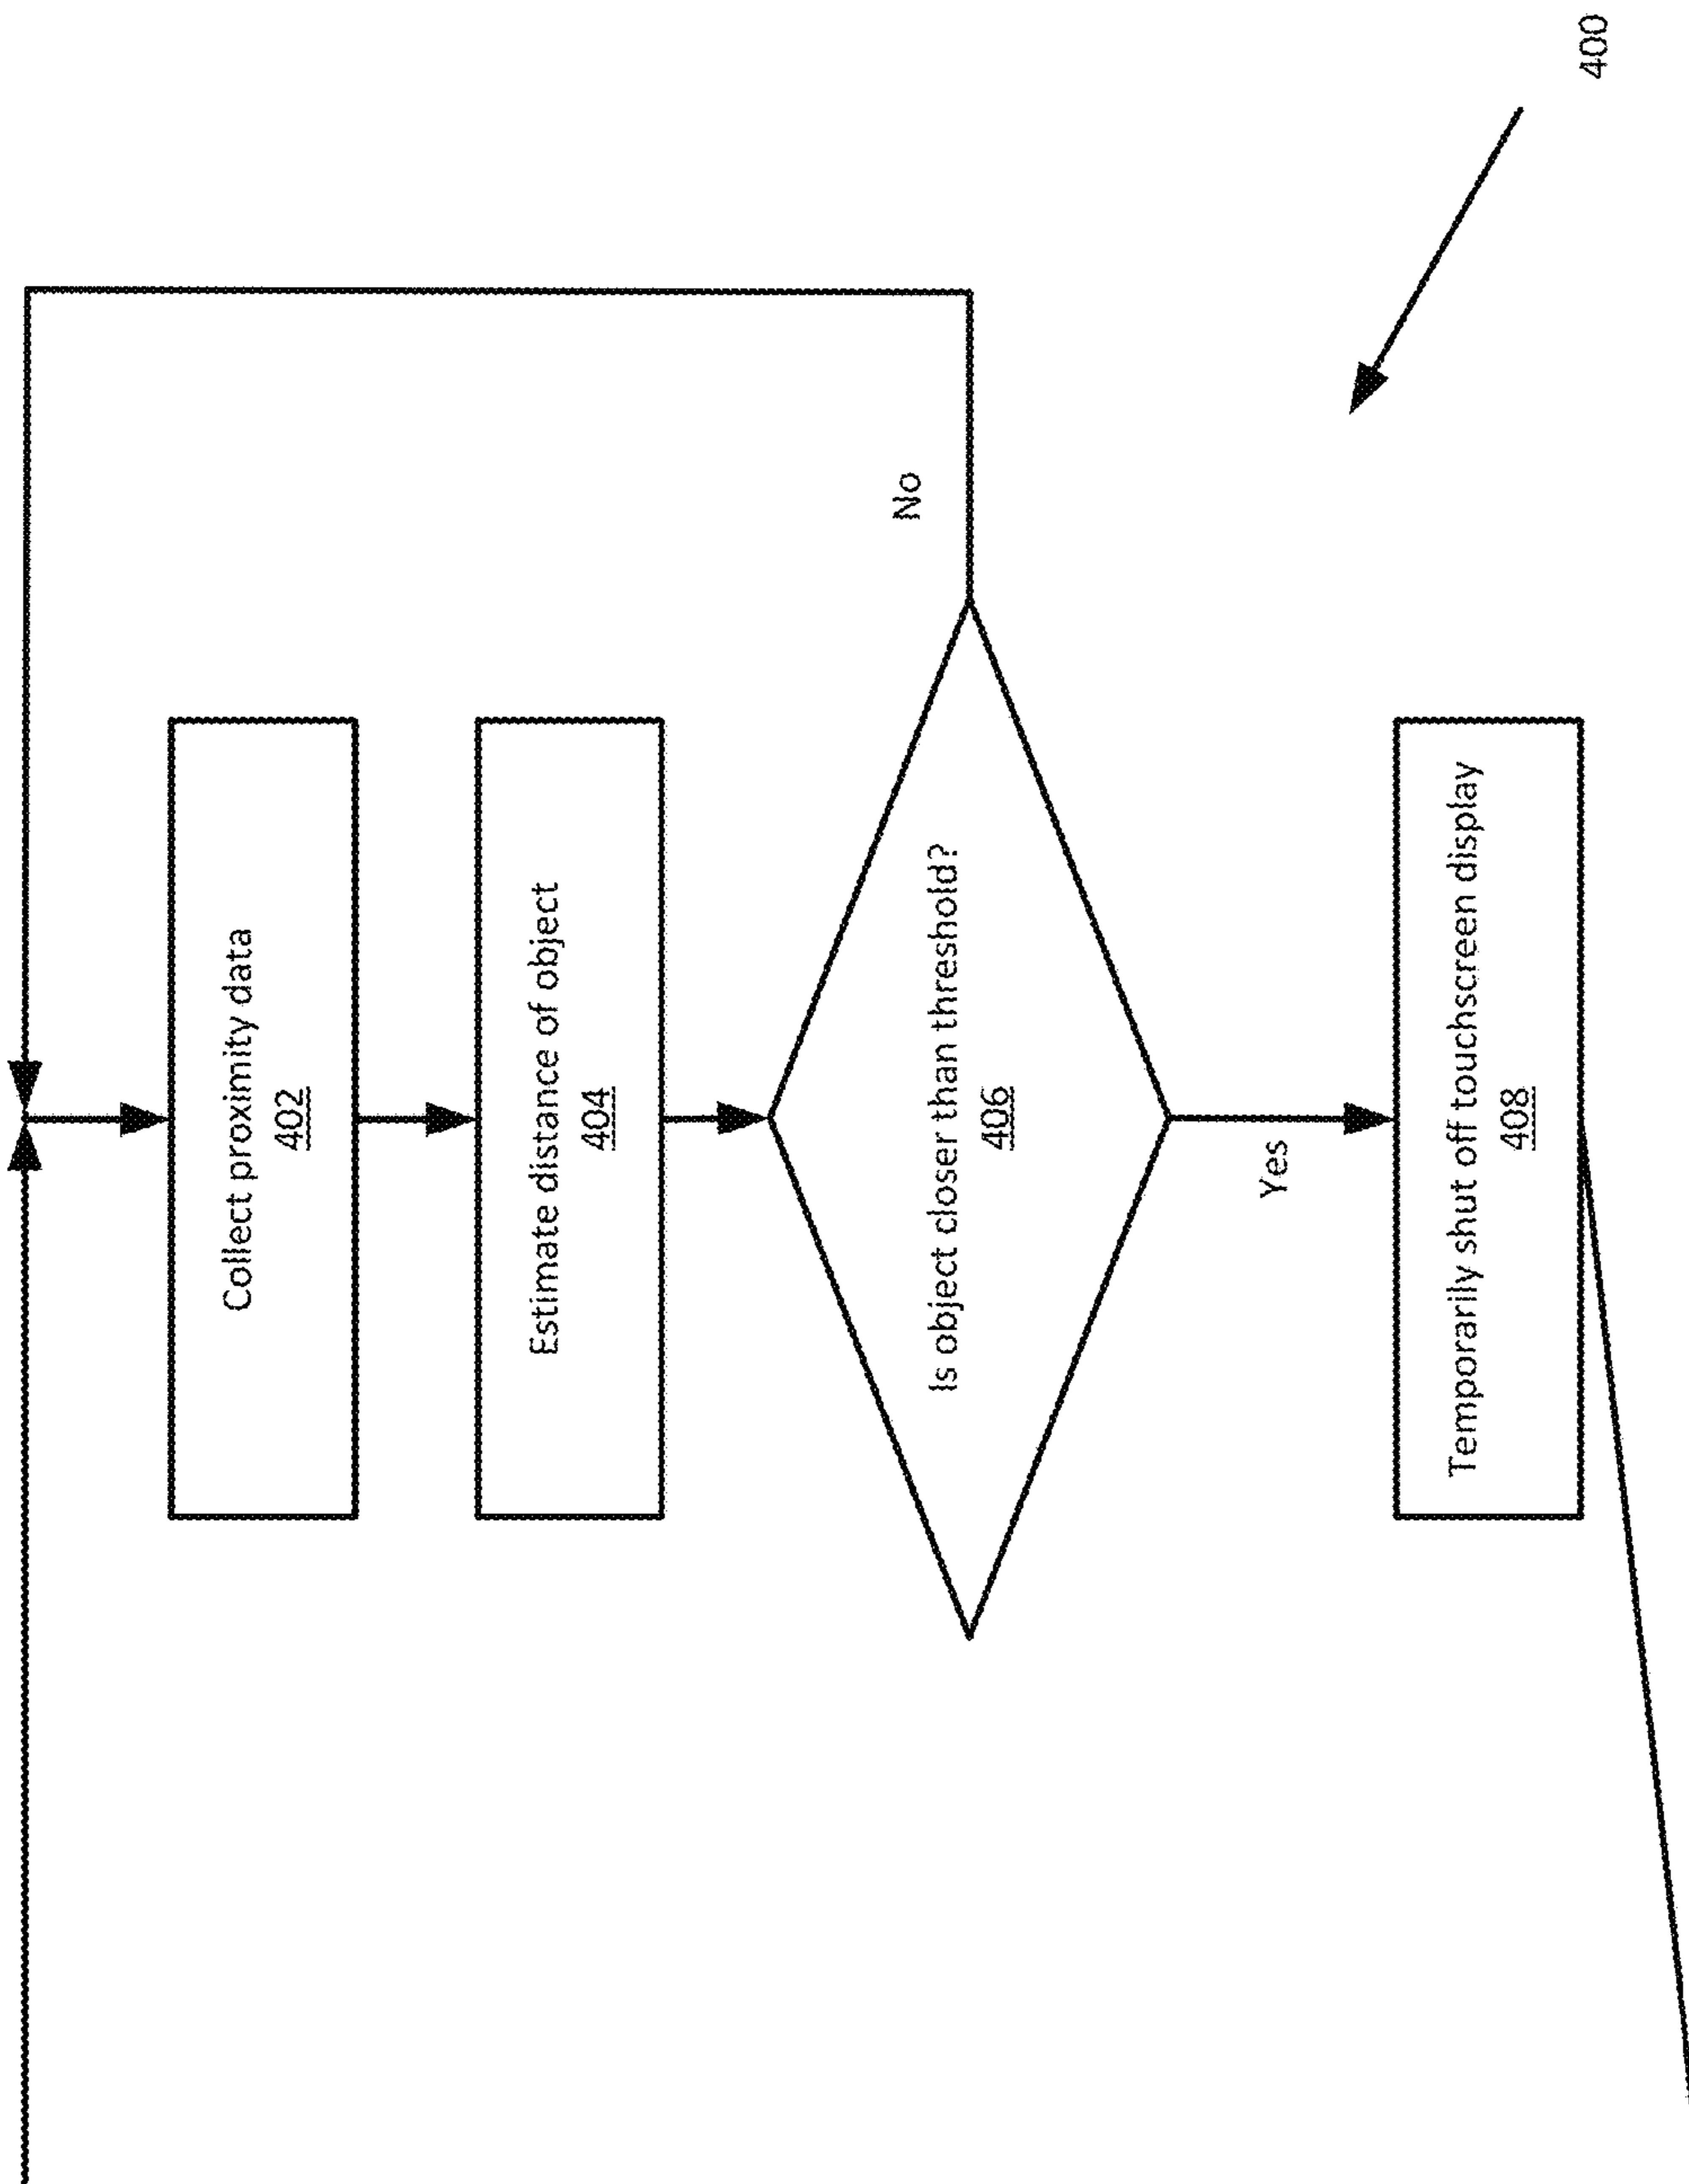 Collect proximity data
402
Estimate distance of object
404
Is object closer than threshold?
406
No
Yes
Temporarily shut off touchscreen display
408
400